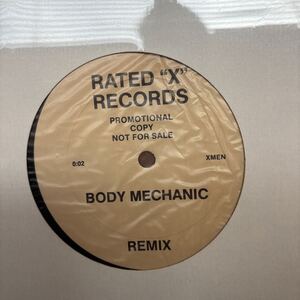 RATED "X"
RECORDS
PROMOTIONAL
COPY
NOT FOR SALE
6:02 XMEN
BODY MECHANIC
REMIX